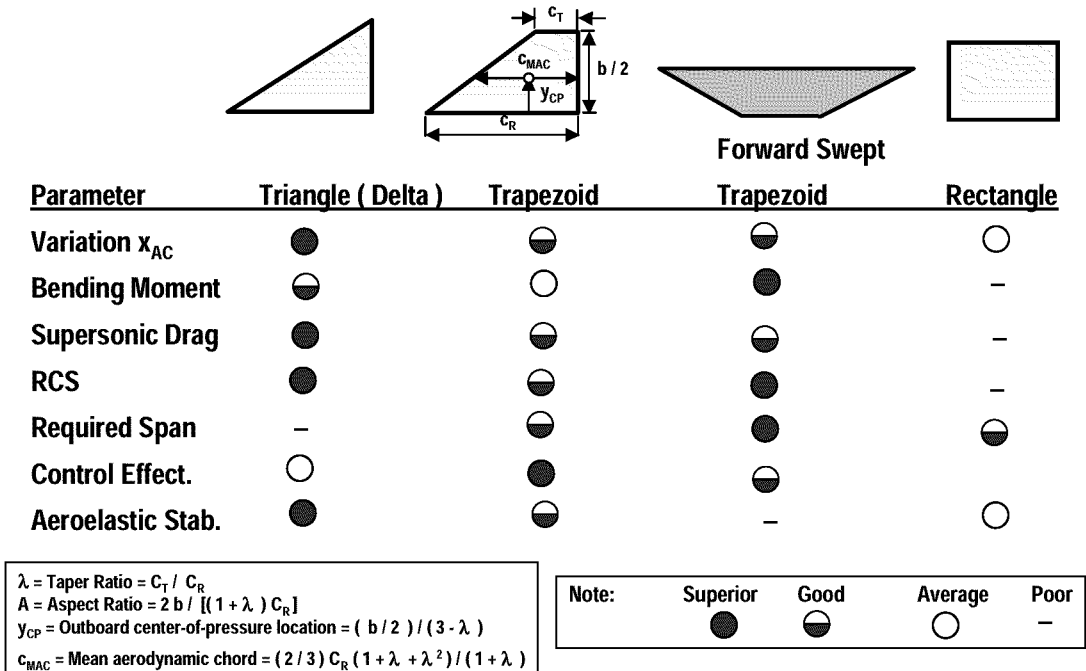 c_T
c_MAC
b / 2
y_CP
c_R
Forward Swept
Parameter Triangle ( Delta ) Trapezoid Trapezoid Rectangle
Variation x_AC
Bending Moment –
Supersonic Drag –
RCS –
Required Span –
Control Effect.
Aeroelastic Stab. –
λ = Taper Ratio = C_T / C_R
A = Aspect Ratio = 2 b / [( 1 + λ ) C_R ]
y_CP = Outboard center-of-pressure location = ( b / 2 ) / ( 3 - λ )
c_MAC = Mean aerodynamic chord = ( 2 / 3 ) C_R ( 1 + λ + λ² ) / ( 1 + λ )
Note: Superior Good Average Poor
–